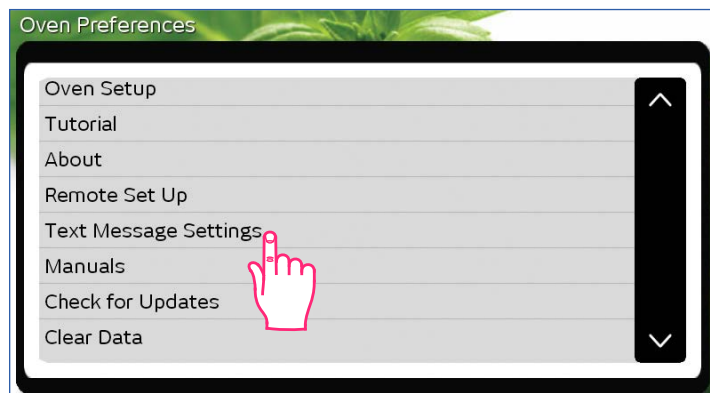 Oven Preferences
Oven Setup
Tutorial
About
Remote Set Up
Text Message Settings
Manuals
Check for Updates
Clear Data